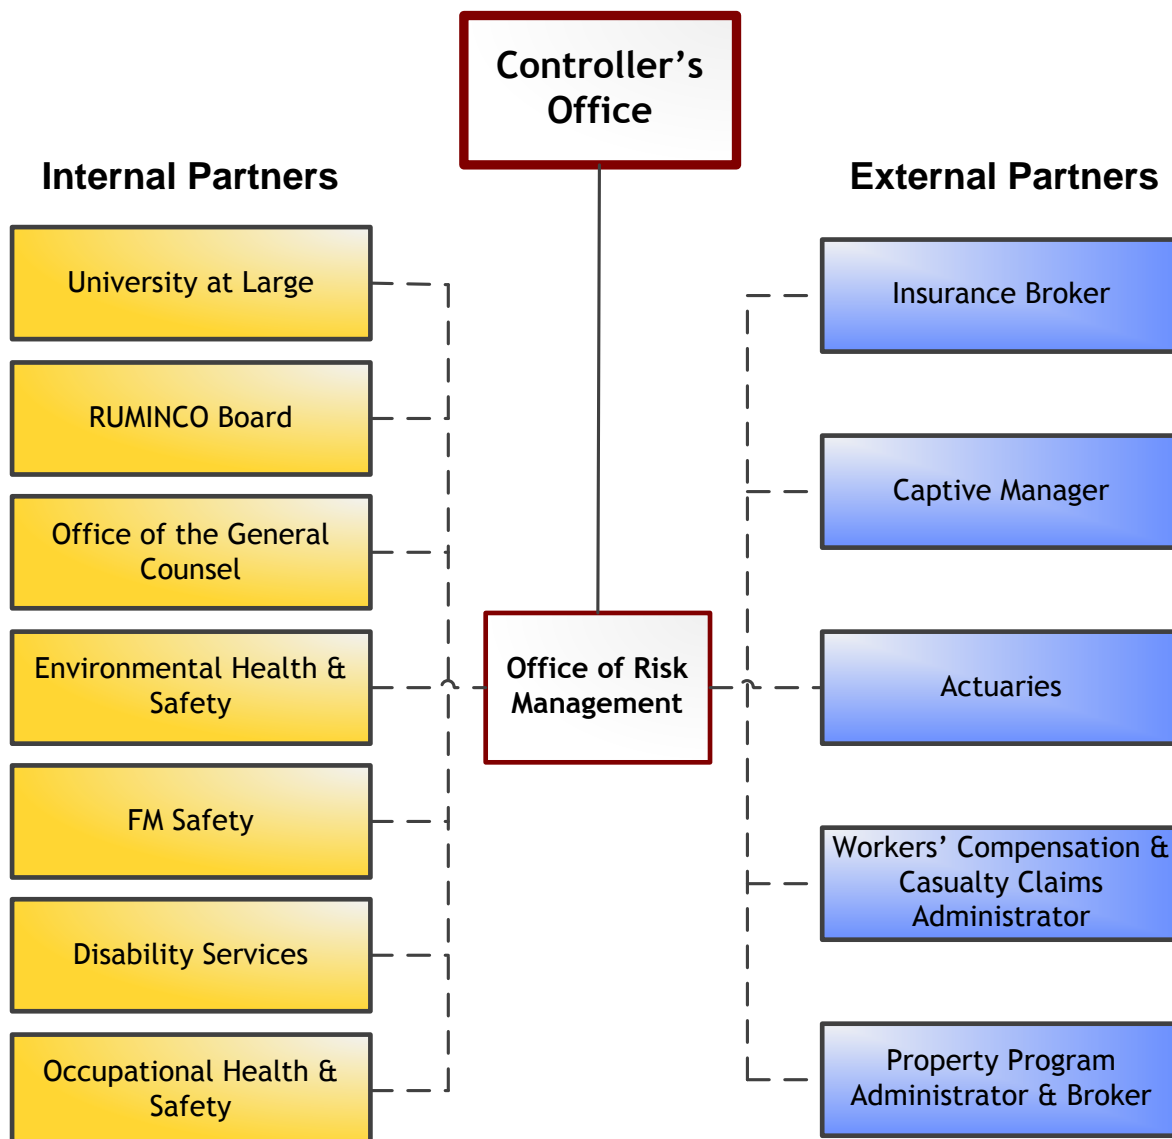 Controller’s
Office
Internal Partners
External Partners
University at Large
RUMINCO Board
Office of the General
Counsel
Environmental Health &
Safety
FM Safety
Disability Services
Occupational Health &
Safety
Office of Risk
Management
Insurance Broker
Captive Manager
Actuaries
Workers’ Compensation &
Casualty Claims
Administrator
Property Program
Administrator & Broker